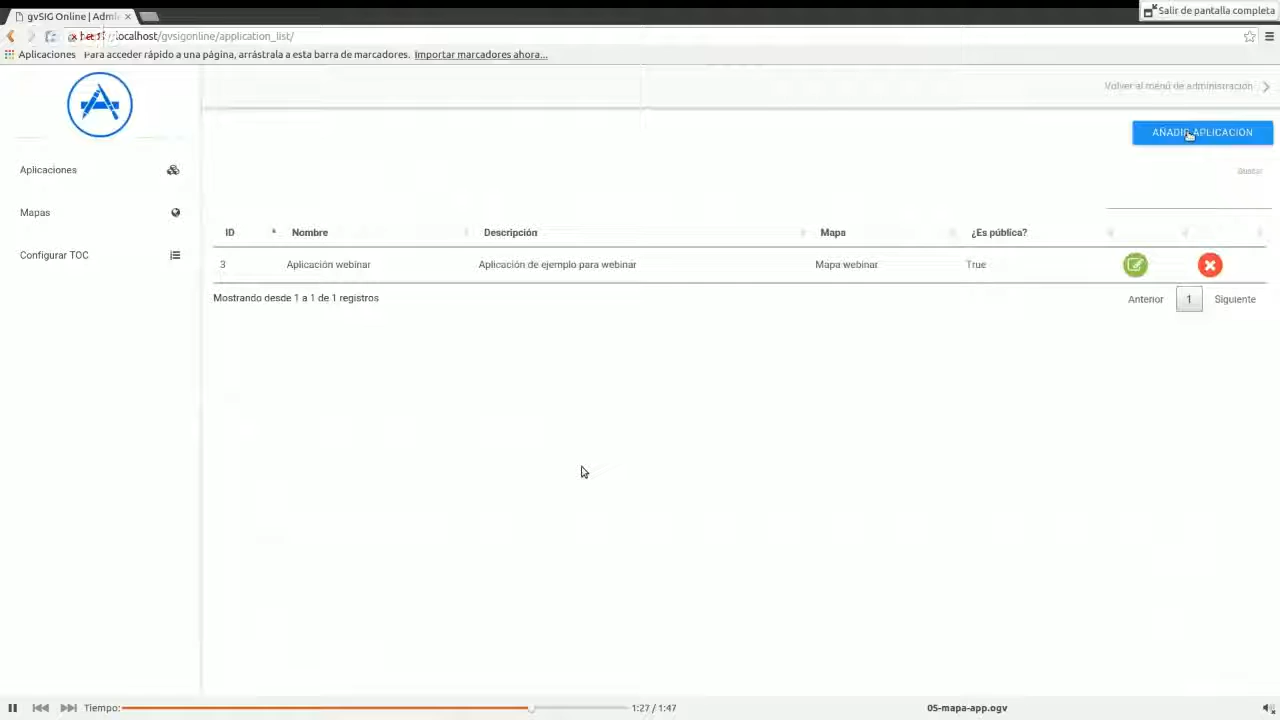 gvSIG Online | Admi
Salir de pantalla completa
localhost/gvsigonline/application_list/
Aplicaciones Para acceder rápido a una página, arrástrala a esta barra de marcadores. Importar marcadores ahora...
Volver al menú de administración
AÑADIR APLICACIÓN
Aplicaciones
Buscar
Mapas
ID Nombre Descripción Mapa ¿Es pública?
Configurar TOC
3 Aplicación webinar Aplicación de ejemplo para webinar Mapa webinar True
Mostrando desde 1 a 1 de 1 registros
Anterior 1 Siguiente
Tiempo: 1:27 / 1:47 05-mapa-app.ogv